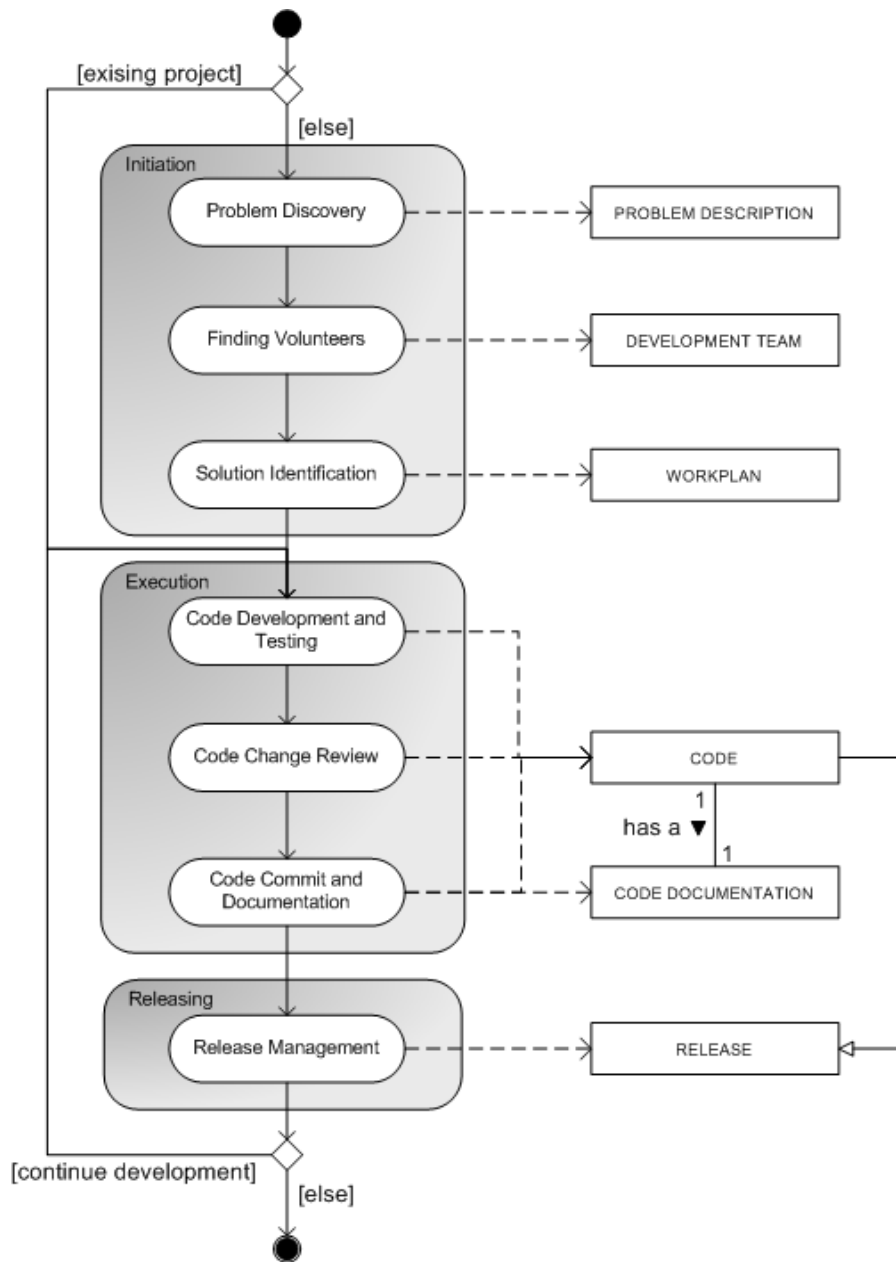 [exising project]
[else]
Initiation
Problem Discovery
PROBLEM DESCRIPTION
Finding Volunteers
DEVELOPMENT TEAM
Solution Identification
WORKPLAN
Execution
Code Development and
Testing
Code Change Review
CODE
1
has a ▼
1
Code Commit and
Documentation
CODE DOCUMENTATION
Releasing
Release Management
RELEASE
[continue development]
[else]